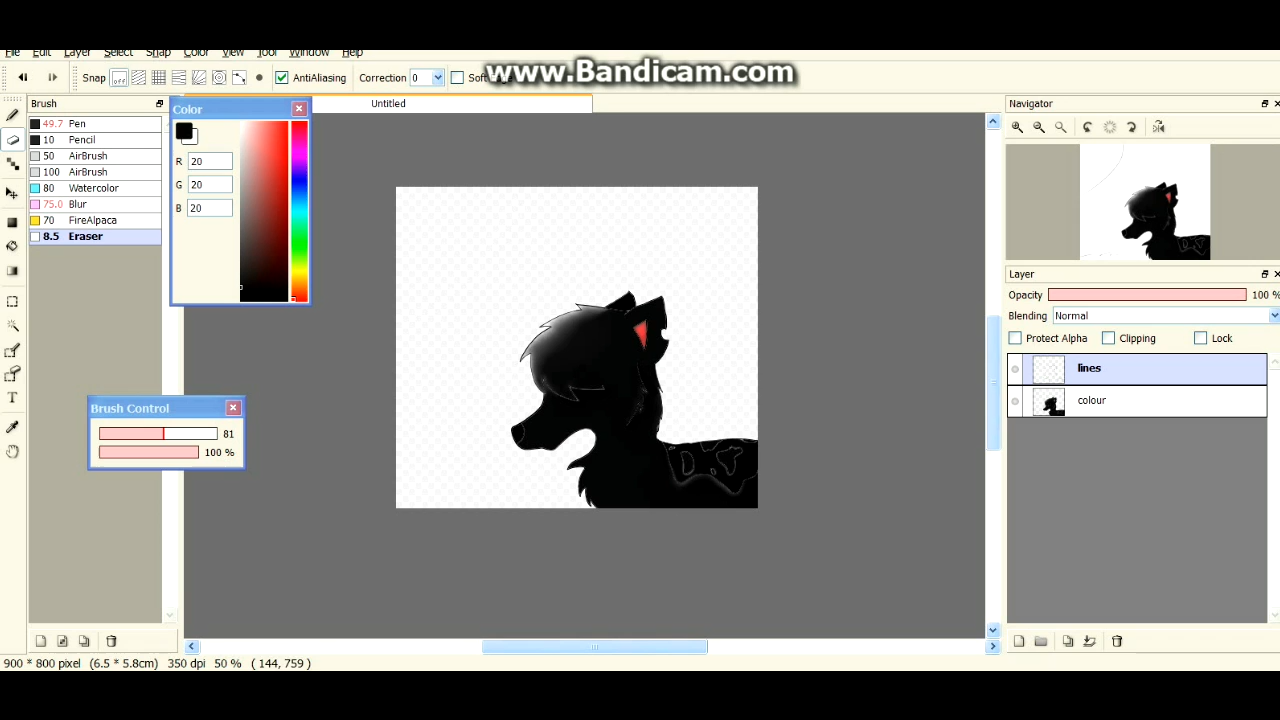 File Edit Layer Select Snap Color View Tool Window Help
www.Bandicam.com
Snap off AntiAliasing Correction 0 Soft
Brush
Untitled
Navigator
Color
R 20
G 20
B 20
49.7 Pen
10 Pencil
50 AirBrush
100 AirBrush
80 Watercolor
75.0 Blur
70 FireAlpaca
8.5 Eraser
Brush Control
81
100 %
Layer
Opacity 100 %
Blending Normal
Protect Alpha Clipping Lock
lines
colour
T
900 * 800 pixel (6.5 * 5.8cm) 350 dpi 50 % ( 144, 759 )